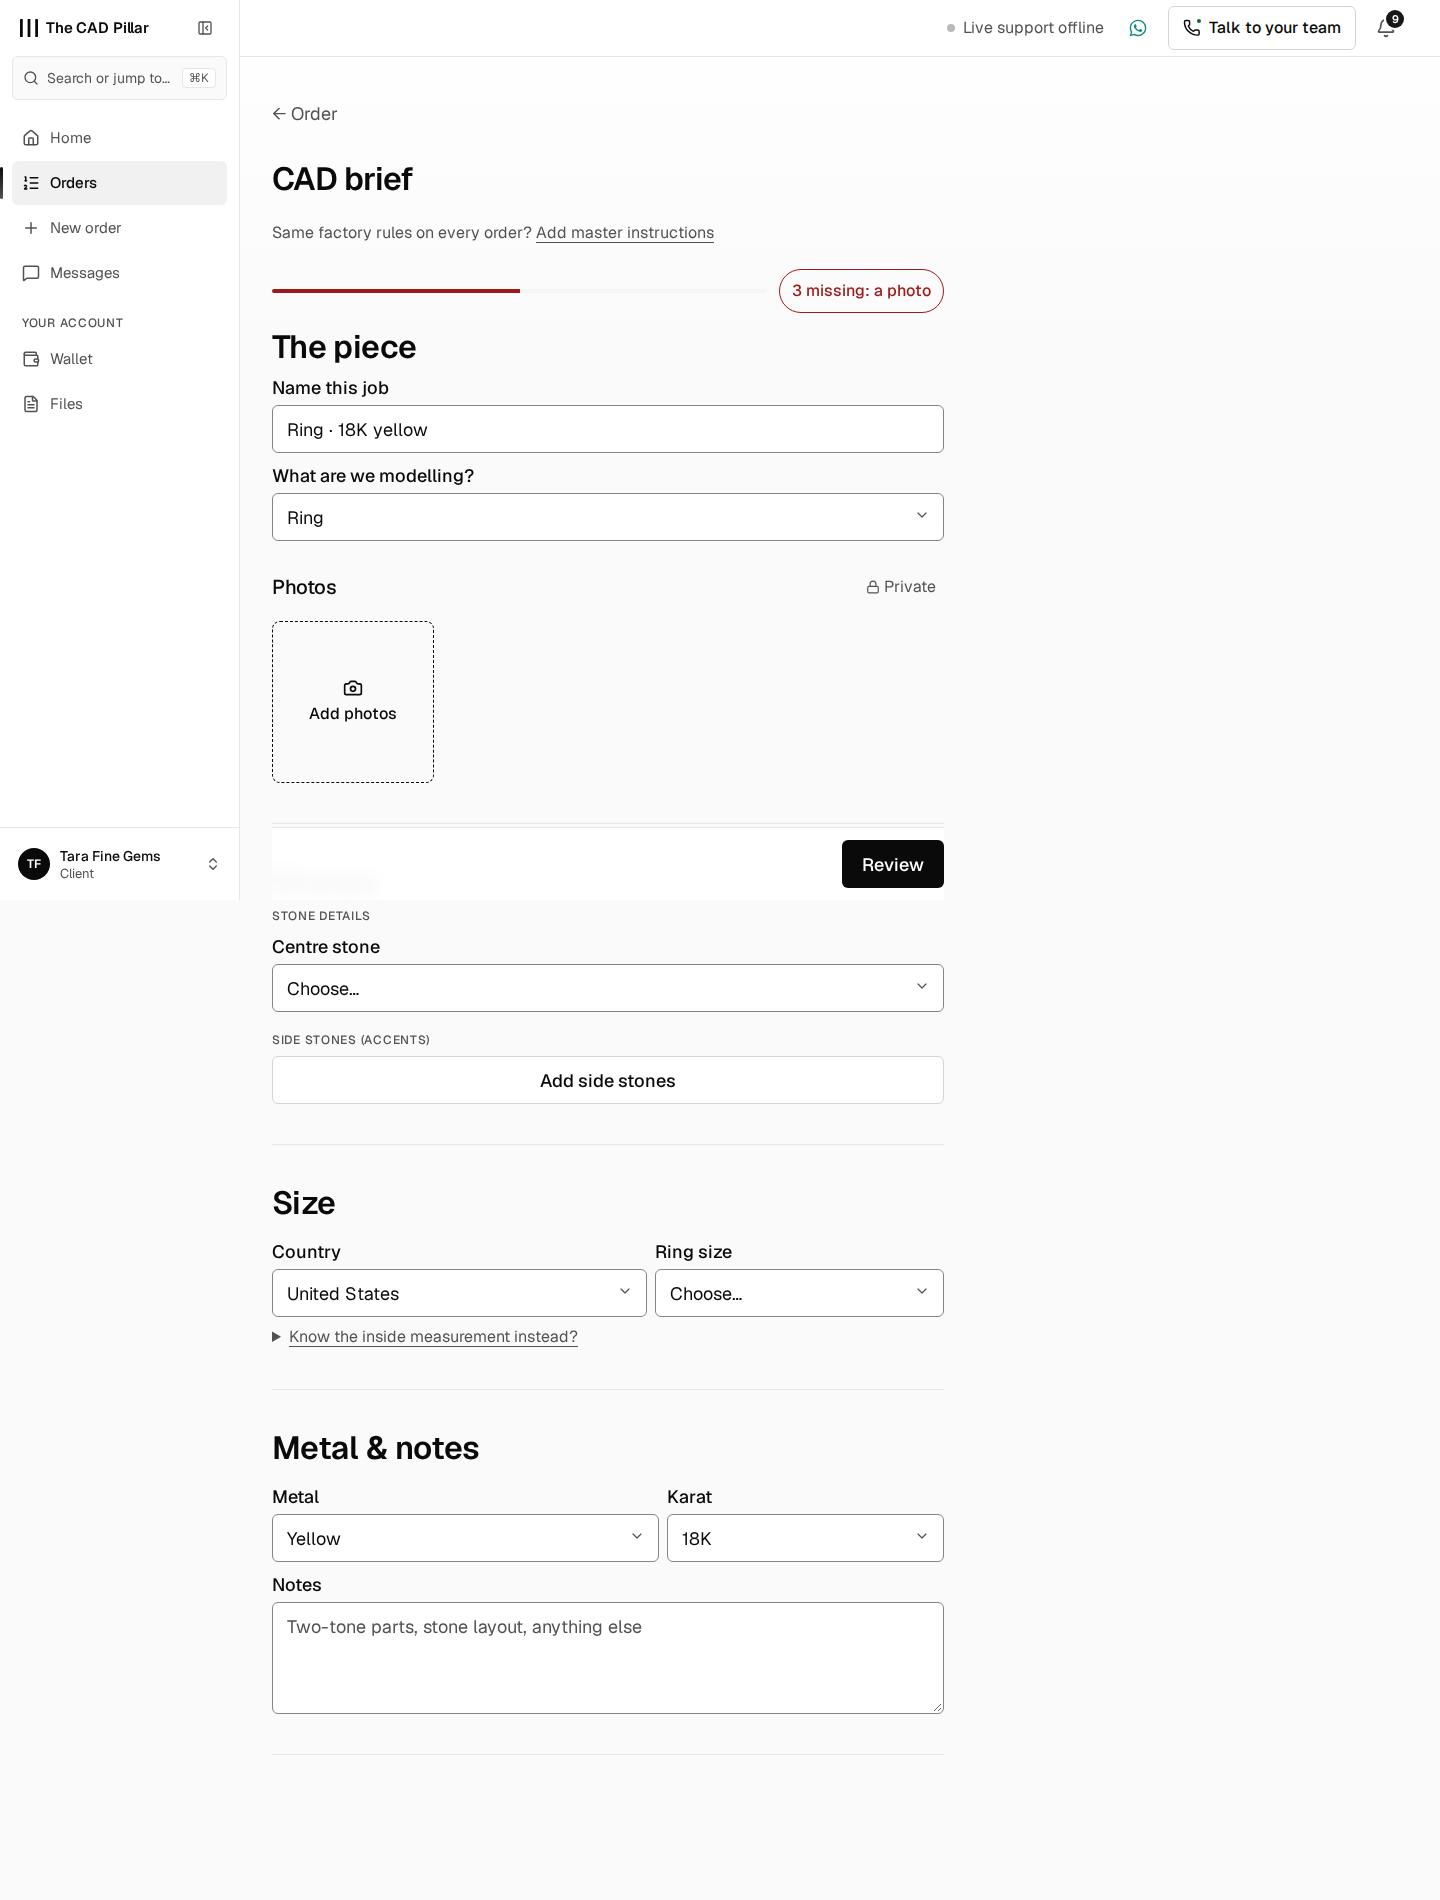 The CAD Pillar
Live support offline
Talk to your team
9
Search or jump to...
⌘K
Home
Orders
New order
Messages
YOUR ACCOUNT
Wallet
Files
TF
Tara Fine Gems
Client
← Order
CAD brief
Same factory rules on every order? Add master instructions
3 missing: a photo
The piece
Name this job
Ring · 18K yellow
What are we modelling?
Ring
Photos
Private
Add photos
Review
STONE DETAILS
Centre stone
Choose...
SIDE STONES (ACCENTS)
Add side stones
Size
Country
Ring size
United States
Choose...
Know the inside measurement instead?
Metal & notes
Metal
Karat
Yellow
18K
Notes
Two-tone parts, stone layout, anything else